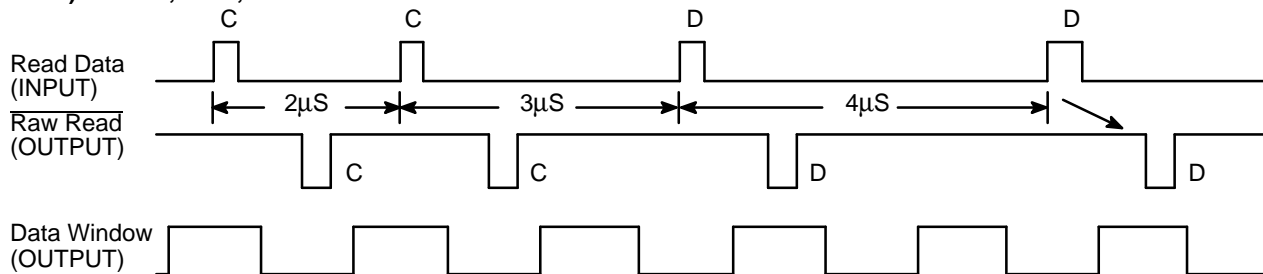 C C D D
Read Data
(INPUT)
2µS 3µS 4µS
Raw Read
(OUTPUT)
C C D D
Data Window
(OUTPUT)